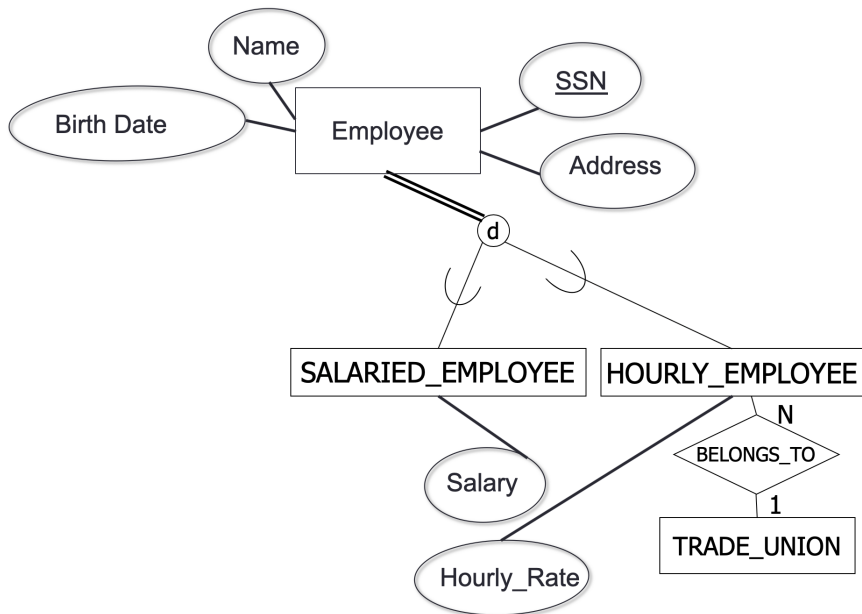 Name
SSN
Birth Date
Employee
Address
d
SALARIED_EMPLOYEE
HOURLY_EMPLOYEE
N
BELONGS_TO
Salary
1
TRADE_UNION
Hourly_Rate